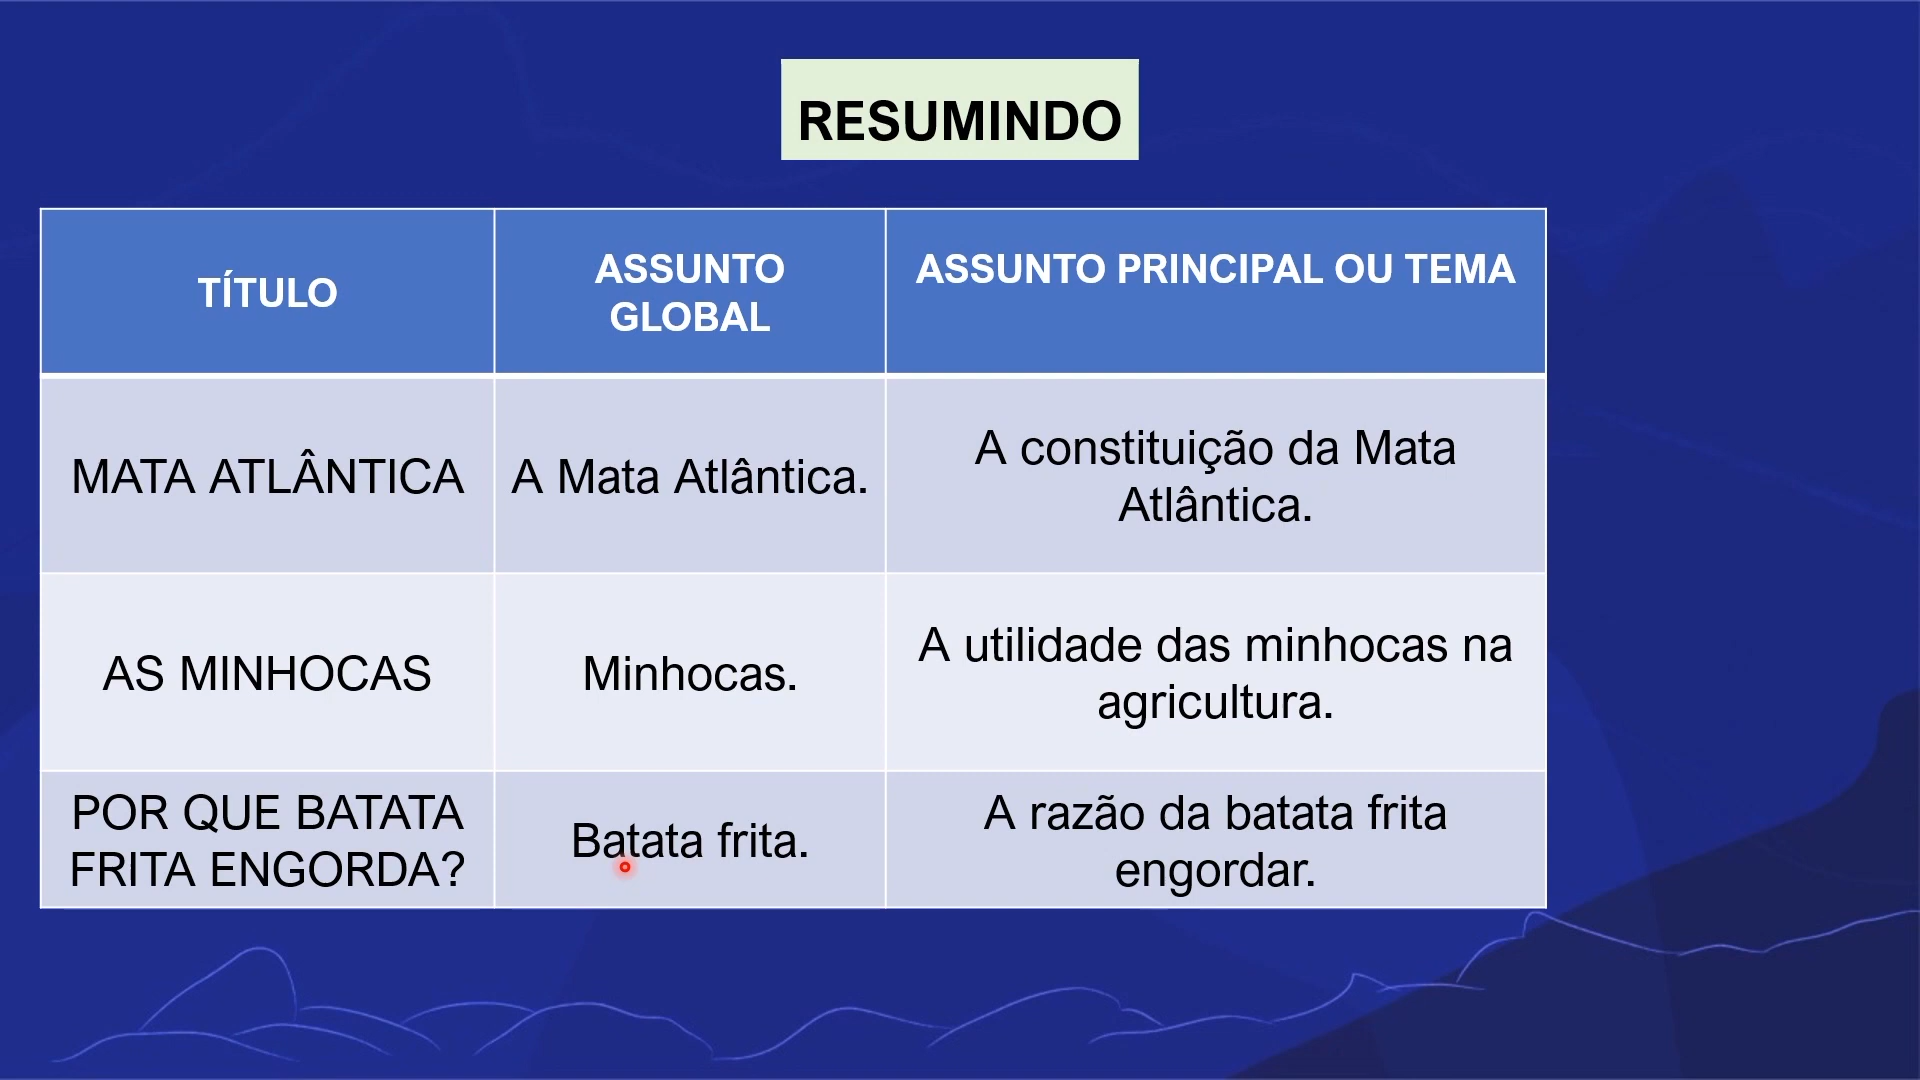 RESUMINDO
TÍTULO
ASSUNTO
GLOBAL
ASSUNTO PRINCIPAL OU TEMA
MATA ATLÂNTICA
A Mata Atlântica.
A constituição da Mata
Atlântica.
AS MINHOCAS
Minhocas.
A utilidade das minhocas na
agricultura.
POR QUE BATATA
FRITA ENGORDA?
Batata frita.
A razão da batata frita
engordar.